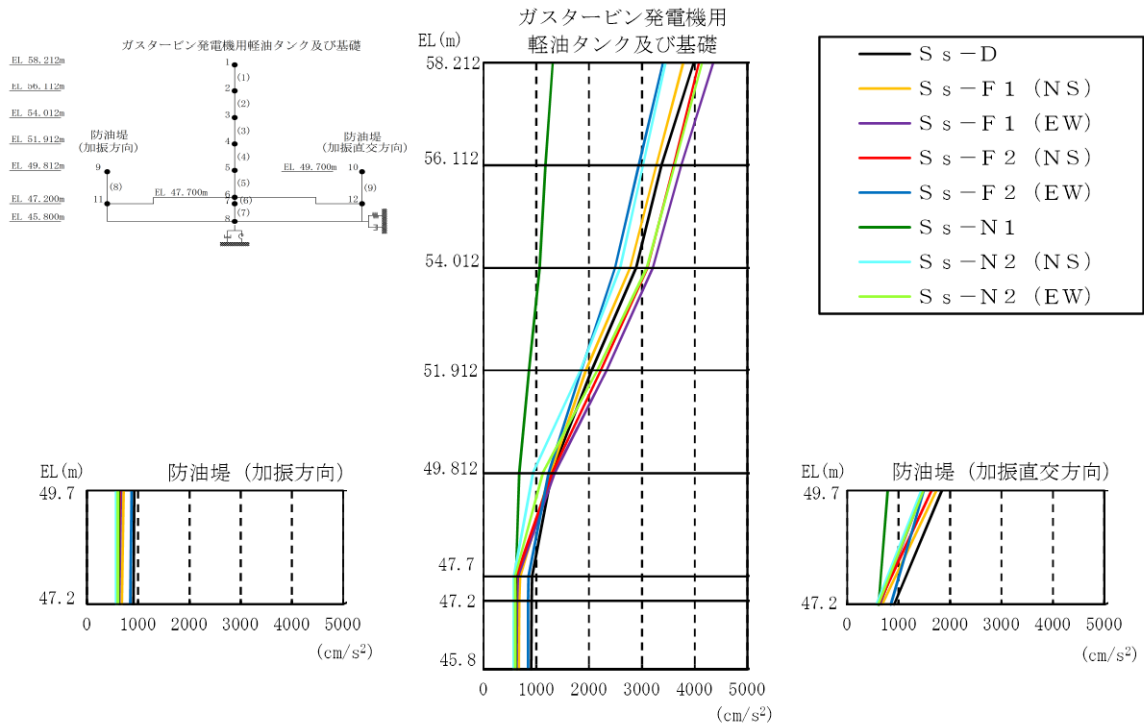 ガスタービン発電機用軽油タンク及び基礎
EL 58.212m
EL 56.112m
EL 54.012m
EL 51.912m
EL 49.812m
EL 47.200m
EL 45.800m
防油堤
(加振方向)
防油堤
(加振直交方向)
EL 49.700m
EL 47.700m
1
(1)
2
(2)
3
(3)
4
(4)
5
(5)
6
(6)
7
(7)
8
9
(8)
11
10
(9)
12
ガスタービン発電機用
軽油タンク及び基礎
EL(m)
58.212
56.112
54.012
51.912
49.812
47.7
47.2
45.8
0 1000 2000 3000 4000 5000
(cm/s²)
Ss-D
Ss-F1 (NS)
Ss-F1 (EW)
Ss-F2 (NS)
Ss-F2 (EW)
Ss-N1
Ss-N2 (NS)
Ss-N2 (EW)
EL(m) 防油堤 (加振方向)
49.7
47.2
0 1000 2000 3000 4000 5000
(cm/s²)
EL(m) 防油堤 (加振直交方向)
49.7
47.2
0 1000 2000 3000 4000 5000
(cm/s²)